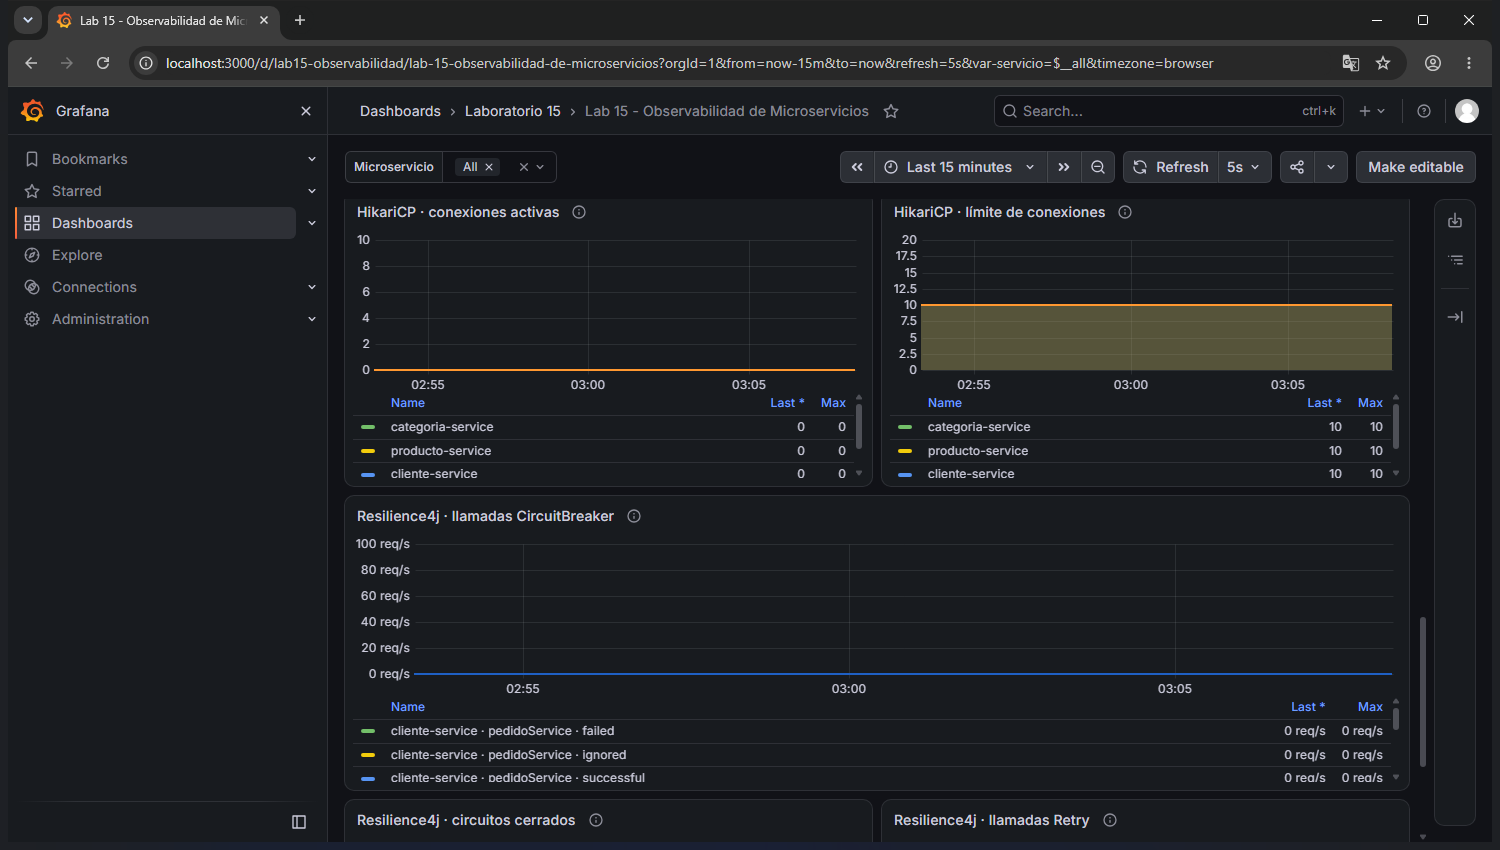 Lab 15 - Observabilidad de Mic
localhost:3000/d/lab15-observabilidad/lab-15-observabilidad-de-microservicios?orgId=1&from=now-15m&to=now&refresh=5s&var-servicio=$__all&timezone=browser
Grafana
Dashboards › Laboratorio 15 › Lab 15 - Observabilidad de Microservicios
Search... ctrl+k
Bookmarks
Starred
Dashboards
Explore
Connections
Administration
Microservicio All
Last 15 minutes
Refresh 5s
Make editable
HikariCP · conexiones activas
10
8
6
4
2
0
02:55 03:00 03:05
Name Last * Max
categoria-service 0 0
producto-service 0 0
cliente-service 0 0
HikariCP · límite de conexiones
20
17.5
15
12.5
10
7.5
5
2.5
0
02:55 03:00 03:05
Name Last * Max
categoria-service 10 10
producto-service 10 10
cliente-service 10 10
Resilience4j · llamadas CircuitBreaker
100 req/s
80 req/s
60 req/s
40 req/s
20 req/s
0 req/s
02:55 03:00 03:05
Name Last * Max
cliente-service · pedidoService · failed 0 req/s 0 req/s
cliente-service · pedidoService · ignored 0 req/s 0 req/s
cliente-service · pedidoService · successful 0 req/s 0 req/s
Resilience4j · circuitos cerrados
Resilience4j · llamadas Retry